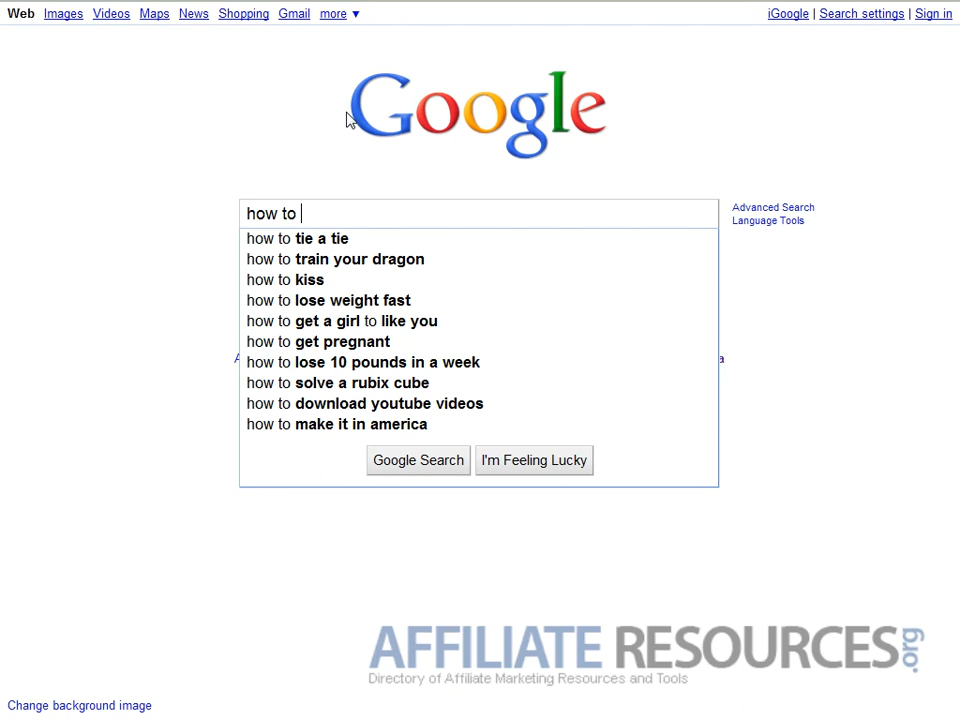 Web Images Videos Maps News Shopping Gmail more ▼
iGoogle | Search settings | Sign in
Google
how to
Advanced Search
Language Tools
how to tie a tie
how to train your dragon
how to kiss
how to lose weight fast
how to get a girl to like you
how to get pregnant
how to lose 10 pounds in a week
how to solve a rubix cube
how to download youtube videos
how to make it in america
Google Search I'm Feeling Lucky
AFFILIATE RESOURCES.org
Directory of Affiliate Marketing Resources and Tools
Change background image